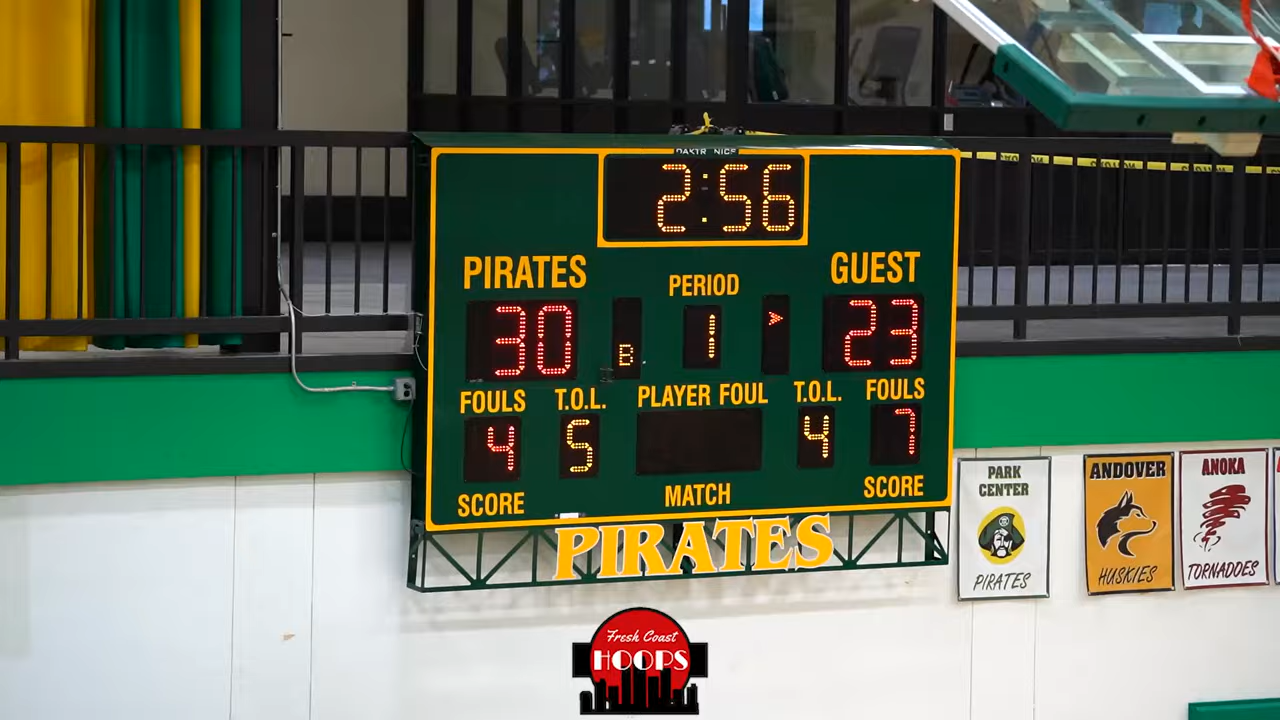 DAKTRONICS
2:56
PIRATES
PERIOD
GUEST
30
B
1
>
23
FOULS
T.O.L.
PLAYER FOUL
T.O.L.
FOULS
4
5
4
7
SCORE
MATCH
SCORE
PIRATES
PARK
CENTER
PIRATES
ANDOVER
HUSKIES
ANOKA
TORNADOES
Fresh Coast
HOOPS